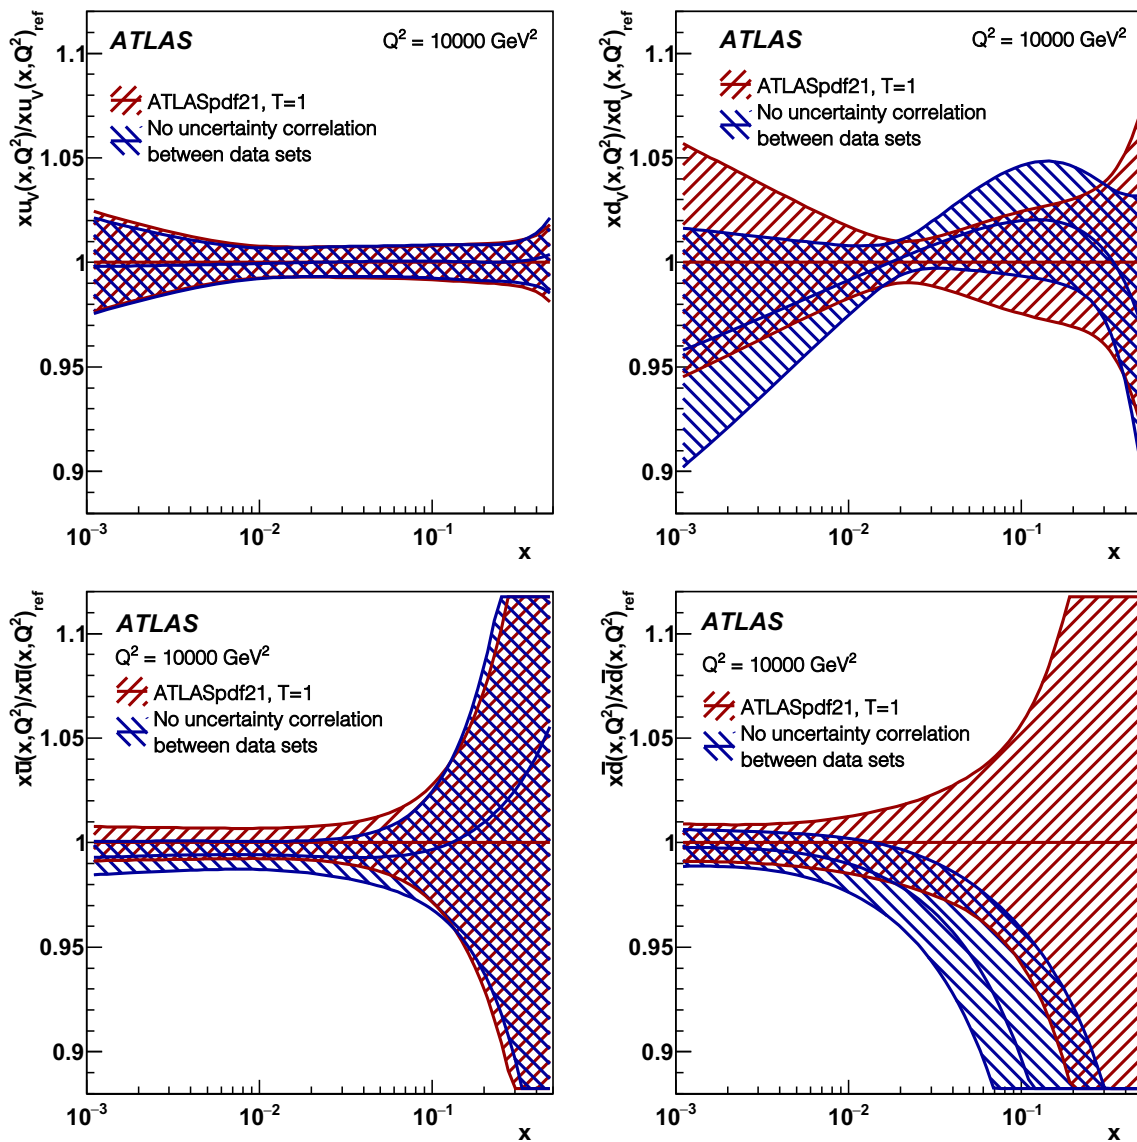 xu_V(x,Q²)/xu_V(x,Q²)_ref
1.1
1.05
1
0.95
0.9
ATLAS
Q² = 10000 GeV²
ATLASpdf21, T=1
No uncertainty correlation
between data sets
10⁻³
10⁻²
10⁻¹
x
xd_V(x,Q²)/xd_V(x,Q²)_ref
1.1
1.05
1
0.95
0.9
ATLAS
Q² = 10000 GeV²
ATLASpdf21, T=1
No uncertainty correlation
between data sets
10⁻³
10⁻²
10⁻¹
x
xu̅(x,Q²)/xu̅(x,Q²)_ref
1.1
1.05
1
0.95
0.9
ATLAS
Q² = 10000 GeV²
ATLASpdf21, T=1
No uncertainty correlation
between data sets
10⁻³
10⁻²
10⁻¹
x
xd̅(x,Q²)/xd̅(x,Q²)_ref
1.1
1.05
1
0.95
0.9
ATLAS
Q² = 10000 GeV²
ATLASpdf21, T=1
No uncertainty correlation
between data sets
10⁻³
10⁻²
10⁻¹
x